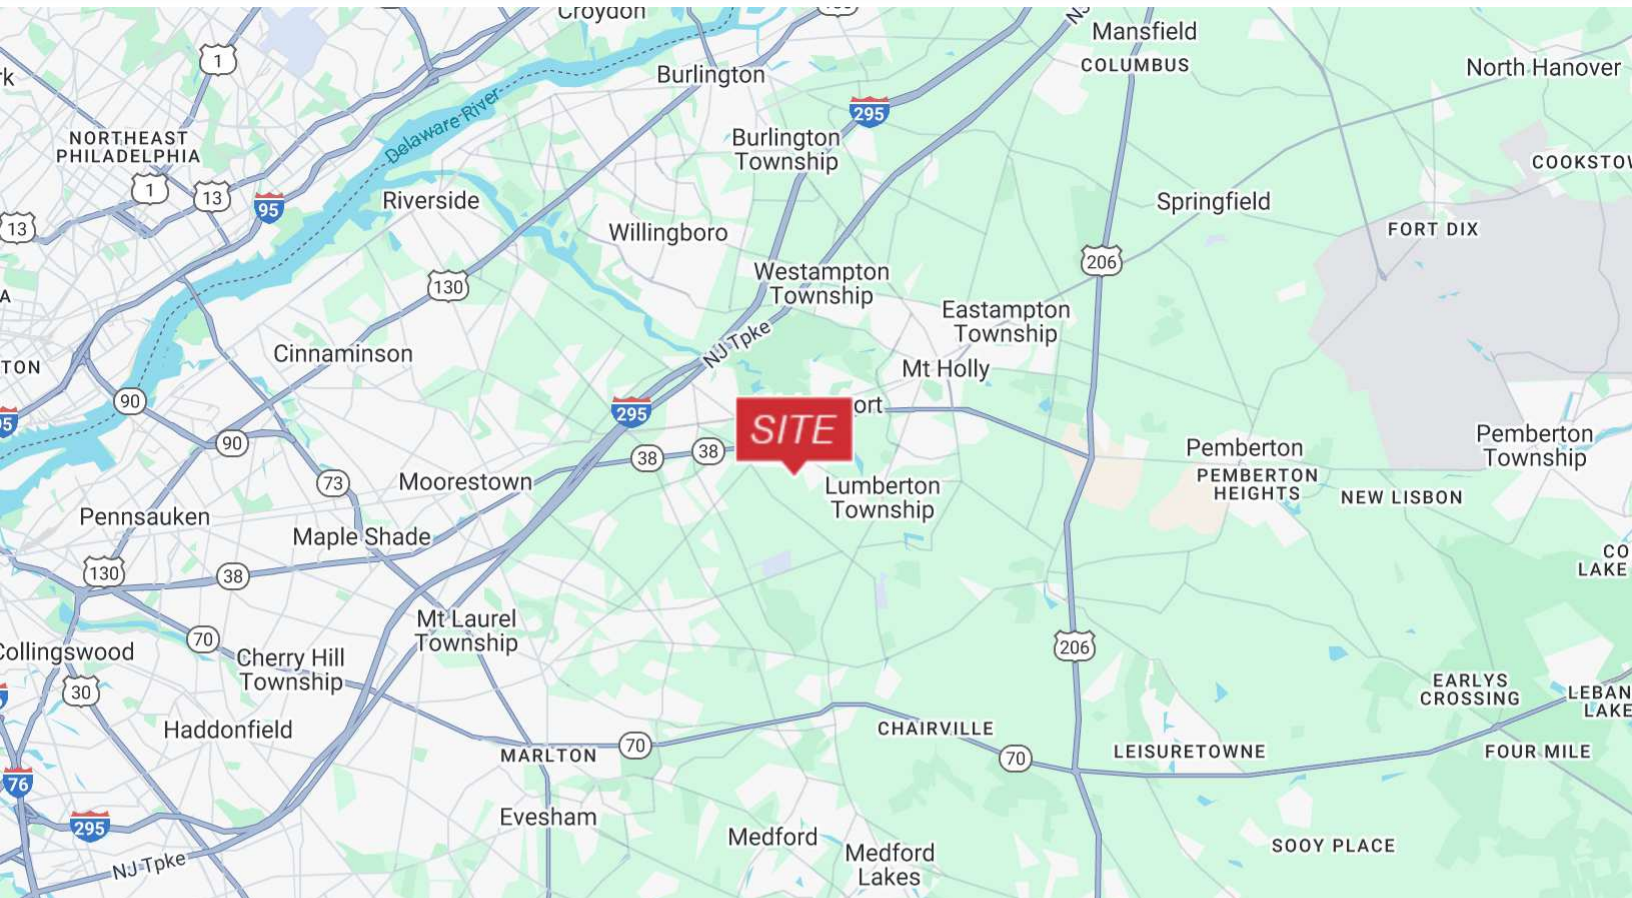 Croydon
Mansfield
COLUMBUS
North Hanover
1
Burlington
295
NORTHEAST
PHILADELPHIA
Delaware River
Burlington
Township
COOKSTOW
1
13
95
Riverside
Springfield
13
Willingboro
FORT DIX
206
130
Westampton
Township
Eastampton
Township
NJ Tpke
Cinnaminson
TON
Mt Holly
90
295
ort
SITE
90
38
38
Pemberton
Pemberton
Township
73
Moorestown
Lumberton
Township
PEMBERTON
HEIGHTS
NEW LISBON
Pennsauken
Maple Shade
130
38
CO
LAKE
Mt Laurel
Township
70
Collingswood
Cherry Hill
Township
206
30
EARLYS
CROSSING
LEBAN
LAKE
Haddonfield
CHAIRVILLE
MARLTON
70
70
LEISURETOWNE
FOUR MILE
76
295
Evesham
Medford
SOOY PLACE
NJ Tpke
Medford
Lakes